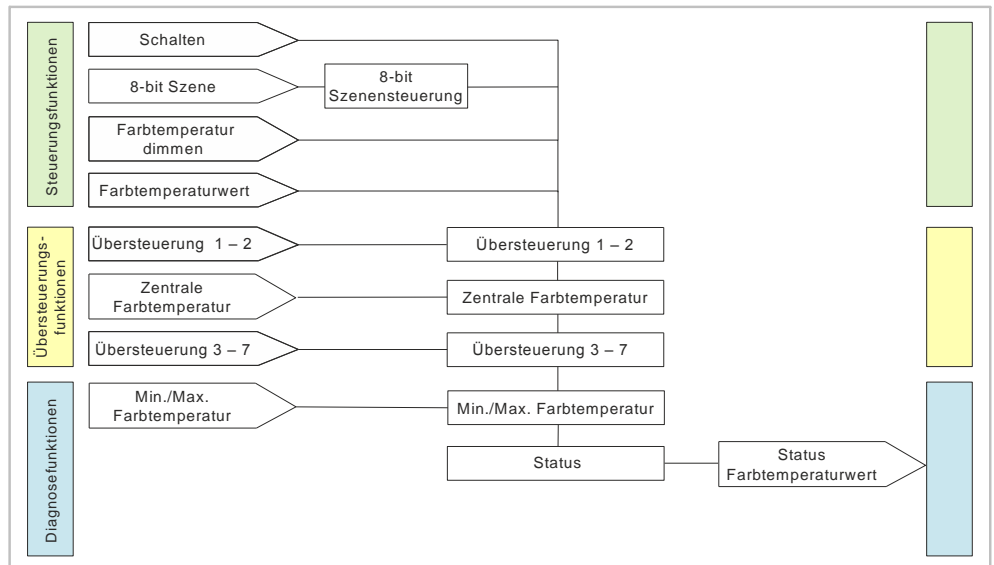 Steuerungsfunktionen
Schalten
8-bit Szene
8-bit
Szenensteuerung
Farbtemperatur
dimmen
Farbtemperaturwert
Übersteuerungs-
funktionen
Übersteuerung 1 – 2
Übersteuerung 1 – 2
Zentrale
Farbtemperatur
Zentrale Farbtemperatur
Übersteuerung 3 – 7
Übersteuerung 3 – 7
Diagnosefunktionen
Min./Max.
Farbtemperatur
Min./Max. Farbtemperatur
Status
Status
Farbtemperaturwert